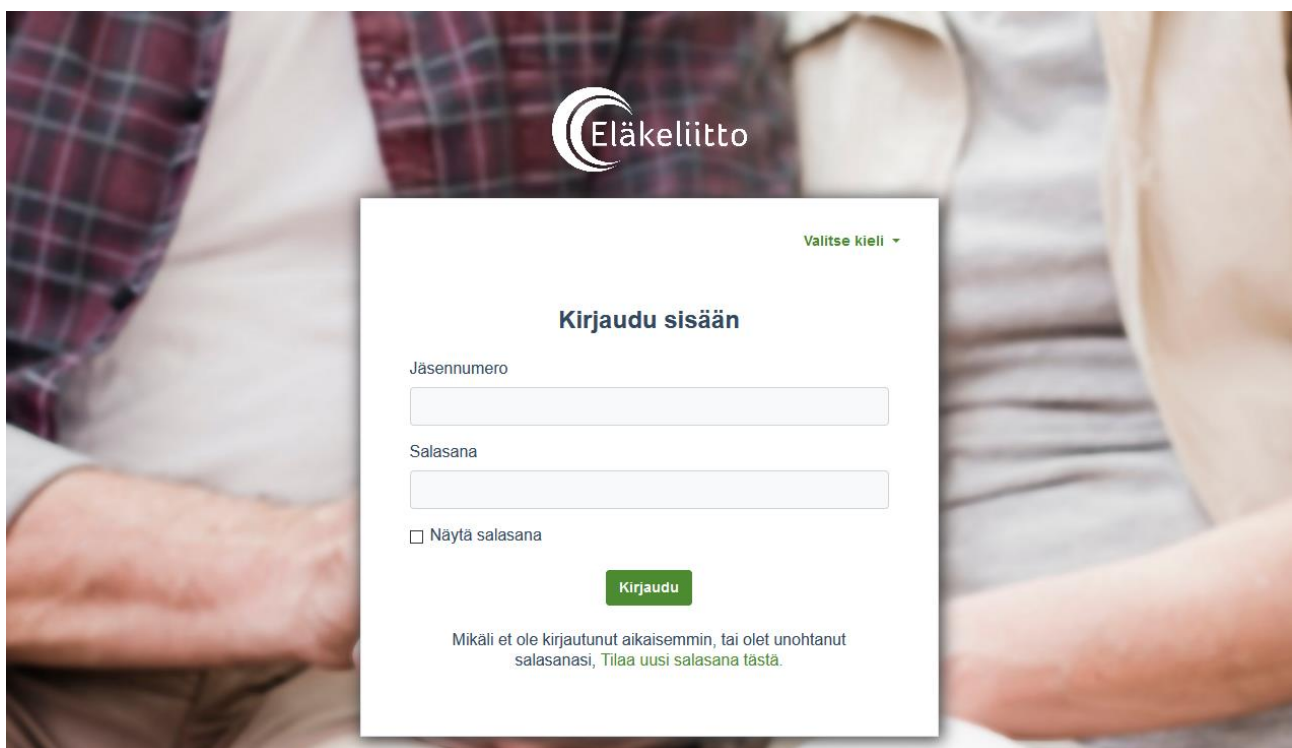 Eläkeliitto
Valitse kieli
Kirjaudu sisään
Jäsennumero
Salasana
Näytä salasana
Kirjaudu
Mikäli et ole kirjautunut aikaisemmin, tai olet unohtanut
salasanasi, Tilaa uusi salasana tästä.